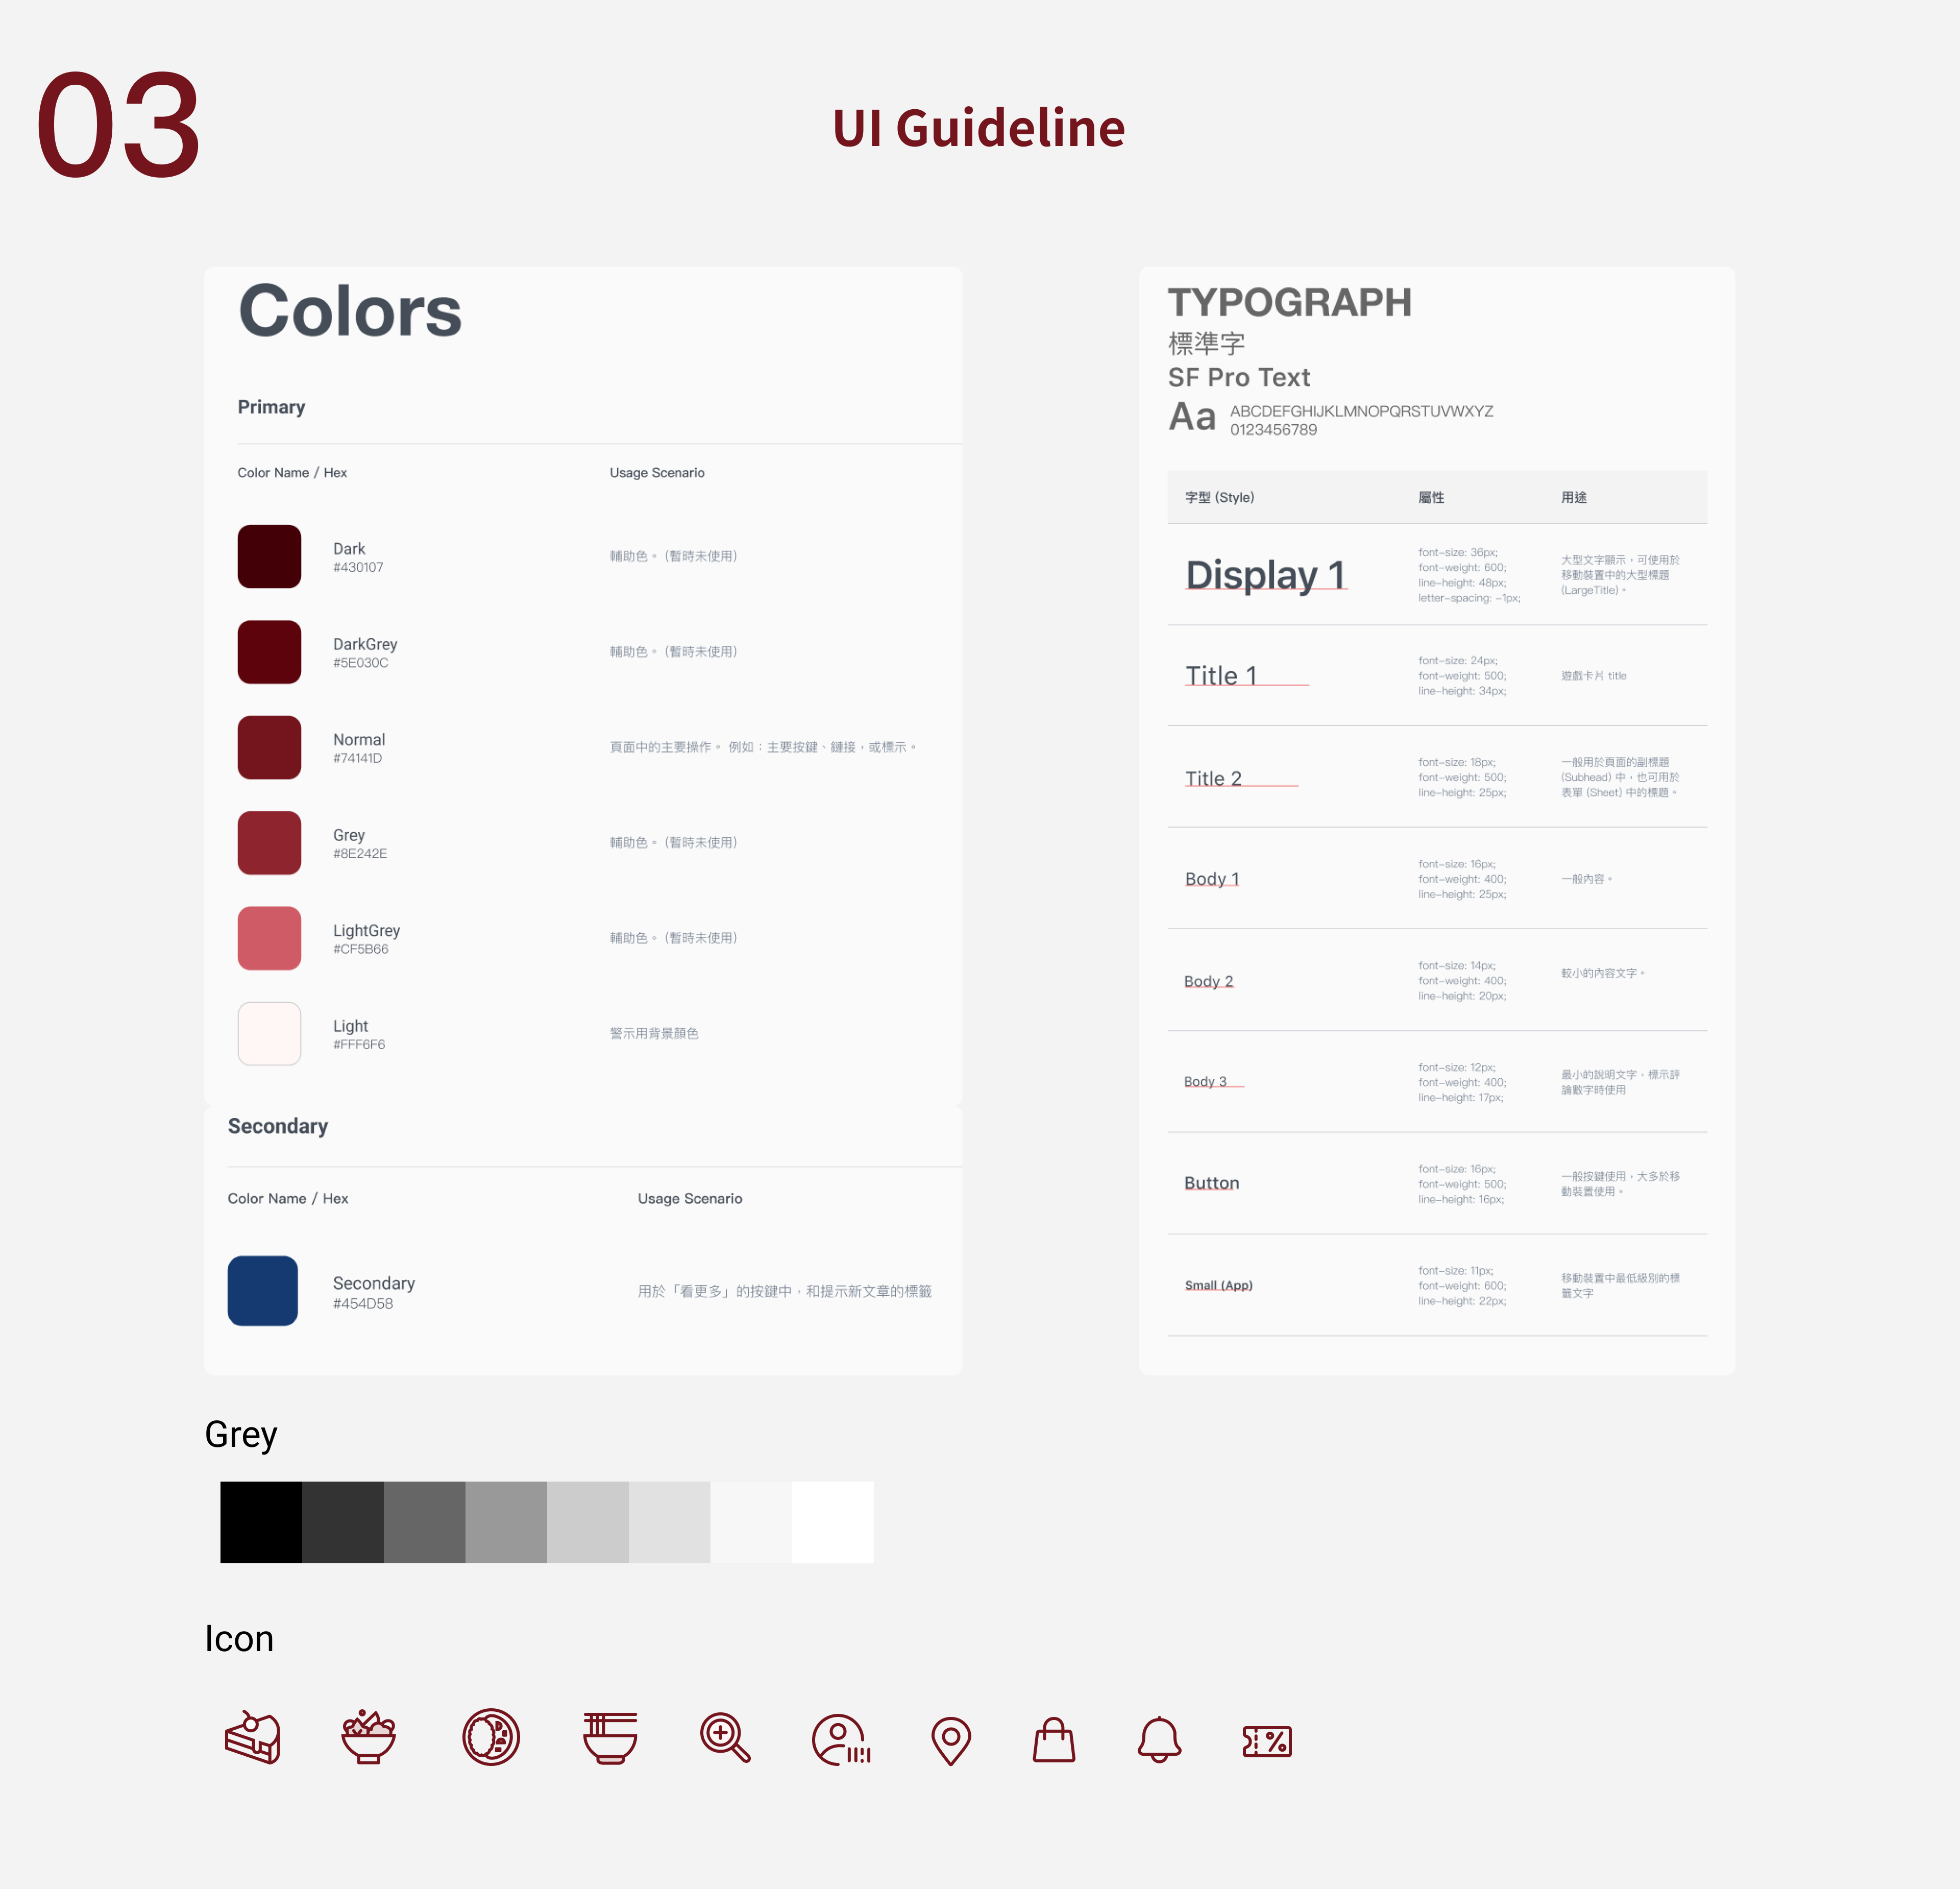 03
UI Guideline
Colors
Primary
Color Name / Hex
Usage Scenario
Dark
#430107
輔助色。(暫時未使用)
DarkGrey
#5E030C
輔助色。(暫時未使用)
Normal
#74141D
頁面中的主要操作。 例如：主要按鍵、鏈接，或標示。
Grey
#8E242E
輔助色。(暫時未使用)
LightGrey
#CF5B66
輔助色。(暫時未使用)
Light
#FFF6F6
警示用背景顏色
Secondary
Color Name / Hex
Usage Scenario
Secondary
#454D58
用於「看更多」的按鍵中，和提示新文章的標籤
TYPOGRAPH
標準字
SF Pro Text
Aa
ABCDEFGHIJKLMNOPQRSTUVWXYZ
0123456789
字型 (Style)
屬性
用途
Display 1
font-size: 36px;
font-weight: 600;
line-height: 48px;
letter-spacing: -1px;
大型文字顯示，可使用於
移動裝置中的大型標題
(LargeTitle)。
Title 1
font-size: 24px;
font-weight: 500;
line-height: 34px;
遊戲卡片 title
Title 2
font-size: 18px;
font-weight: 500;
line-height: 25px;
一般用於頁面的副標題
(Subhead) 中，也可用於
表單 (Sheet) 中的標題。
Body 1
font-size: 16px;
font-weight: 400;
line-height: 25px;
一般內容。
Body 2
font-size: 14px;
font-weight: 400;
line-height: 20px;
較小的內容文字。
Body 3
font-size: 12px;
font-weight: 400;
line-height: 17px;
最小的說明文字，標示評
論數字時使用
Button
font-size: 16px;
font-weight: 500;
line-height: 16px;
一般按鍵使用，大多於移
動裝置使用。
Small (App)
font-size: 11px;
font-weight: 600;
line-height: 22px;
移動裝置中最低級別的標
籤文字
Grey
Icon